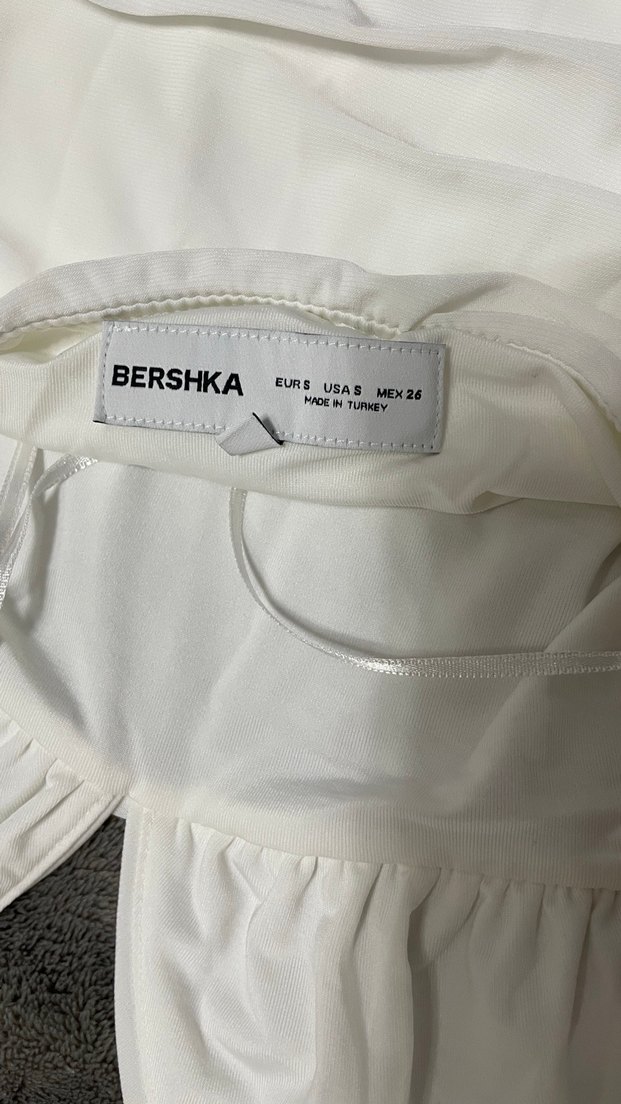 BERSHKA
EUR S USA S MEX 26
MADE IN TURKEY